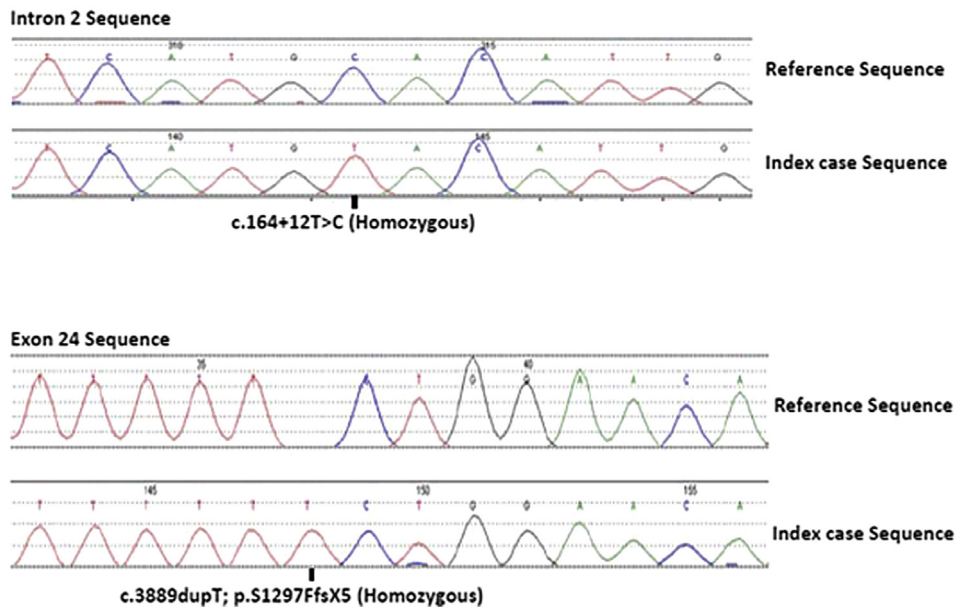 Intron 2 Sequence
310 315
T C A T G C A C A T T G
Reference Sequence
140 145
T C A T G T A C A T T G
Index case Sequence
c.164+12T>C (Homozygous)
Exon 24 Sequence
35 40
T T T T T C T G G A A C A
Reference Sequence
145 150 155
T T T T T T C T G G A A C A
Index case Sequence
c.3889dupT; p.S1297FfsX5 (Homozygous)